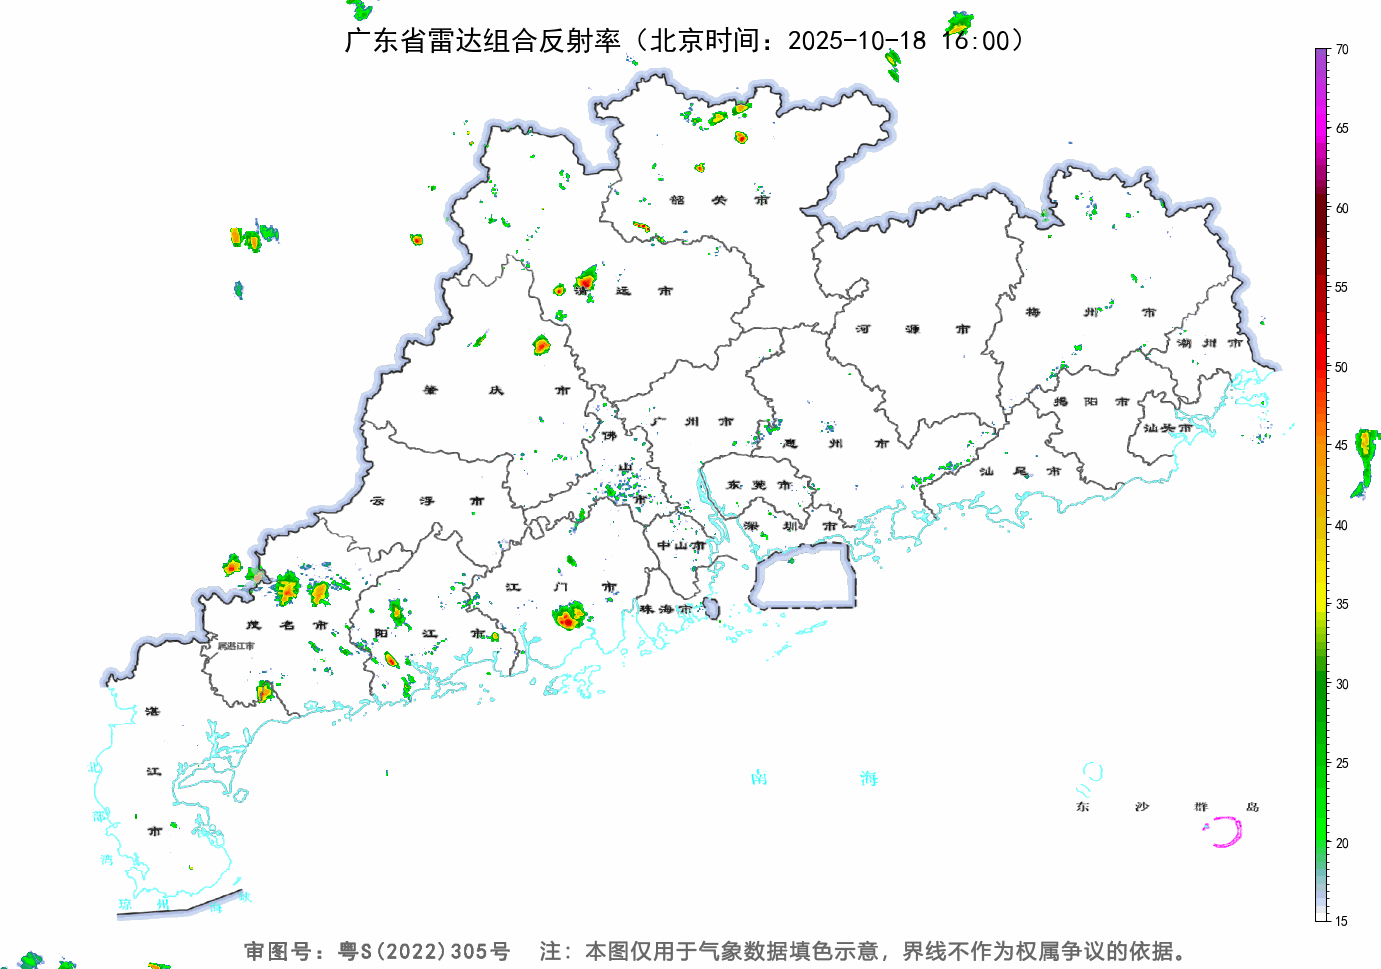 广东省雷达组合反射率（北京时间：2025-10-18 16:00）
70
65
60
55
50
45
40
35
30
25
20
15
韶 关 市
清 远 市
河 源 市
梅 州 市
潮 州 市
肇 庆 市
广 州 市
惠 州 市
揭 阳 市
汕头市
佛 山 市
东 莞 市
汕 尾 市
云 浮 市
深 圳 市
中山市
江 门 市
珠海市
茂 名 市
阳 江 市
属湛江市
湛 江 市
南 海
东 沙 群 岛
北 部 湾
琼 州 海 峡
审图号：粤S(2022)305号 注：本图仅用于气象数据填色示意，界线不作为权属争议的依据。